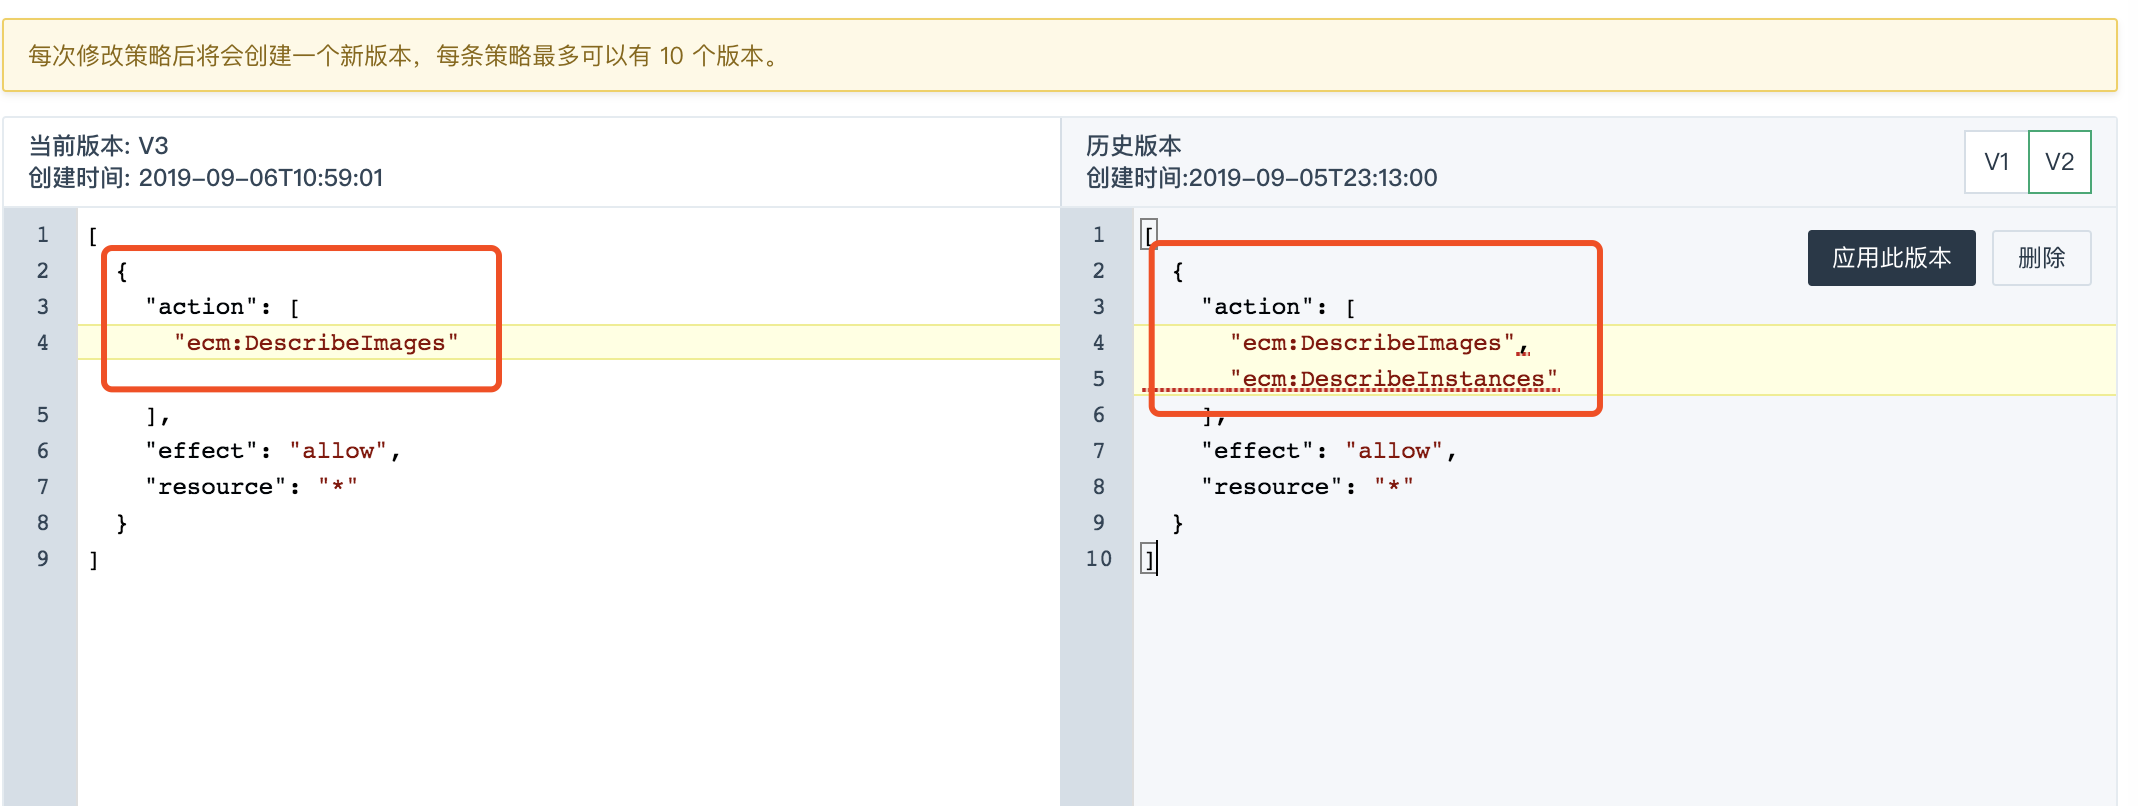 每次修改策略后将会创建一个新版本，每条策略最多可以有 10 个版本。
当前版本: V3
创建时间: 2019-09-06T10:59:01
1 [
2 {
3 "action": [
4 "ecm:DescribeImages"
5 ],
6 "effect": "allow",
7 "resource": "*"
8 }
9 ]
历史版本
创建时间:2019-09-05T23:13:00
V1 V2
应用此版本 删除
1 [
2 {
3 "action": [
4 "ecm:DescribeImages",
5 "ecm:DescribeInstances"
6 ],
7 "effect": "allow",
8 "resource": "*"
9 }
10 ]